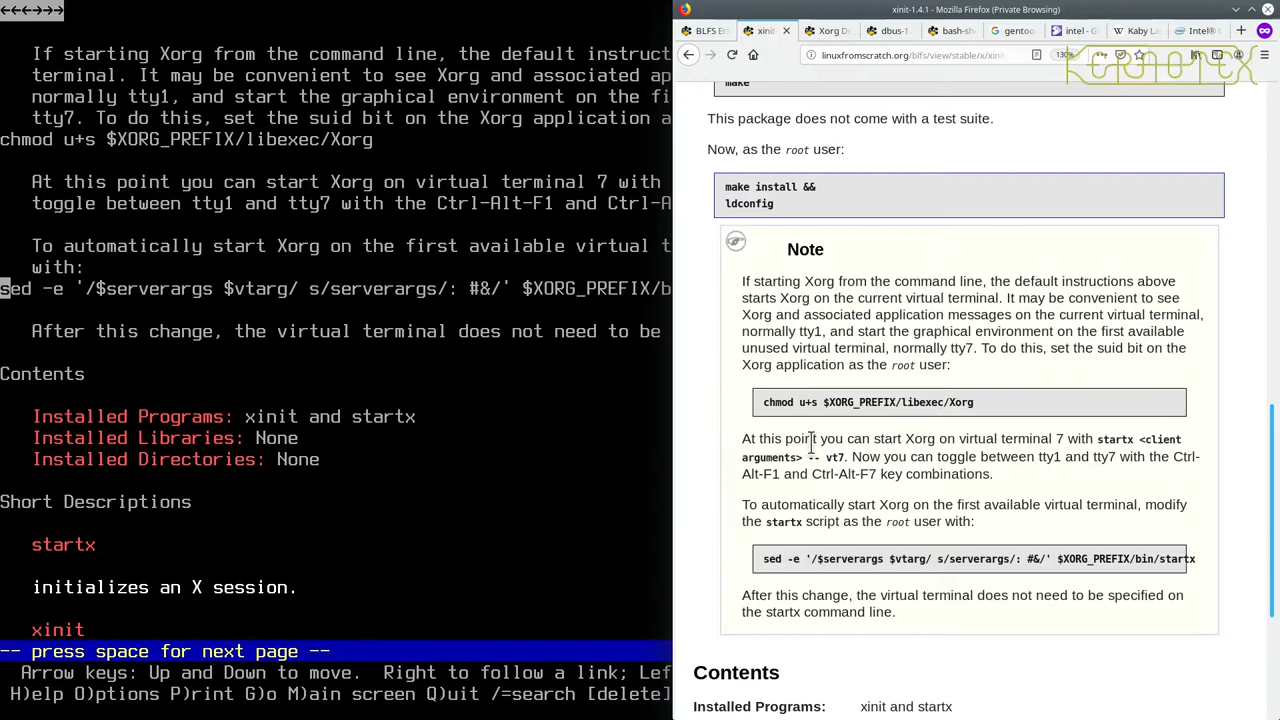 ←←←→→→
If starting Xorg from the command line, the default instruct
terminal. It may be convenient to see Xorg and associated ap
normally tty1, and start the graphical environment on the fi
tty7. To do this, set the suid bit on the Xorg application a
chmod u+s $XORG_PREFIX/libexec/Xorg
At this point you can start Xorg on virtual terminal 7 with
toggle between tty1 and tty7 with the Ctrl-Alt-F1 and Ctrl-A
To automatically start Xorg on the first available virtual t
with:
sed -e '/$serverargs $vtarg/ s/serverargs/: #&/' $XORG_PREFIX/b
After this change, the virtual terminal does not need to be
Contents
Installed Programs: xinit and startx
Installed Libraries: None
Installed Directories: None
Short Descriptions
startx
initializes an X session.
xinit
-- press space for next page --
Arrow keys: Up and Down to move.  Right to follow a link; Lef
H)elp O)ptions P)rint G)o M)ain screen Q)uit /=search [delete]
xinit-1.4.1 - Mozilla Firefox (Private Browsing)
BLFS En
xinit-
Xorg Dr
dbus-1
bash-she
gentoo
intel - G
Kaby La
Intel® G
linuxfromscratch.org/blfs/view/stable/x/xini
130%
KERNOTEX
make
This package does not come with a test suite.
Now, as the root user:
make install &&
ldconfig
Note
If starting Xorg from the command line, the default instructions above
starts Xorg on the current virtual terminal. It may be convenient to see
Xorg and associated application messages on the current virtual terminal,
normally tty1, and start the graphical environment on the first available
unused virtual terminal, normally tty7. To do this, set the suid bit on the
Xorg application as the root user:
chmod u+s $XORG_PREFIX/libexec/Xorg
At this point you can start Xorg on virtual terminal 7 with startx <client
arguments> -- vt7. Now you can toggle between tty1 and tty7 with the Ctrl-
Alt-F1 and Ctrl-Alt-F7 key combinations.
To automatically start Xorg on the first available virtual terminal, modify
the startx script as the root user with:
sed -e '/$serverargs $vtarg/ s/serverargs/: #&/' $XORG_PREFIX/bin/startx
After this change, the virtual terminal does not need to be specified on
the startx command line.
Contents
Installed Programs: xinit and startx